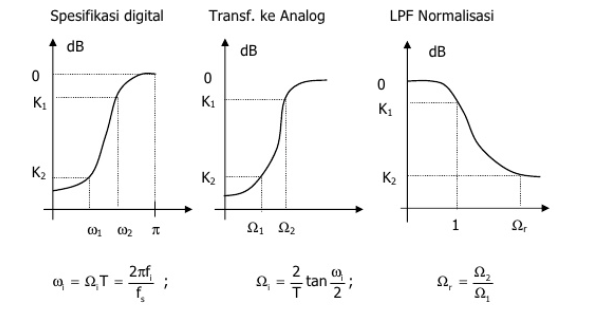 Spesifikasi digital
dB
0
K₁
K₂
ω₁ ω₂ π
ωᵢ = ΩᵢT = 2πfᵢ / fₛ ;
Transf. ke Analog
dB
0
K₁
K₂
Ω₁ Ω₂
Ωᵢ = 2/T tan ωᵢ/2 ;
LPF Normalisasi
dB
0
K₁
K₂
1 Ωᵣ
Ωᵣ = Ω₂ / Ω₁